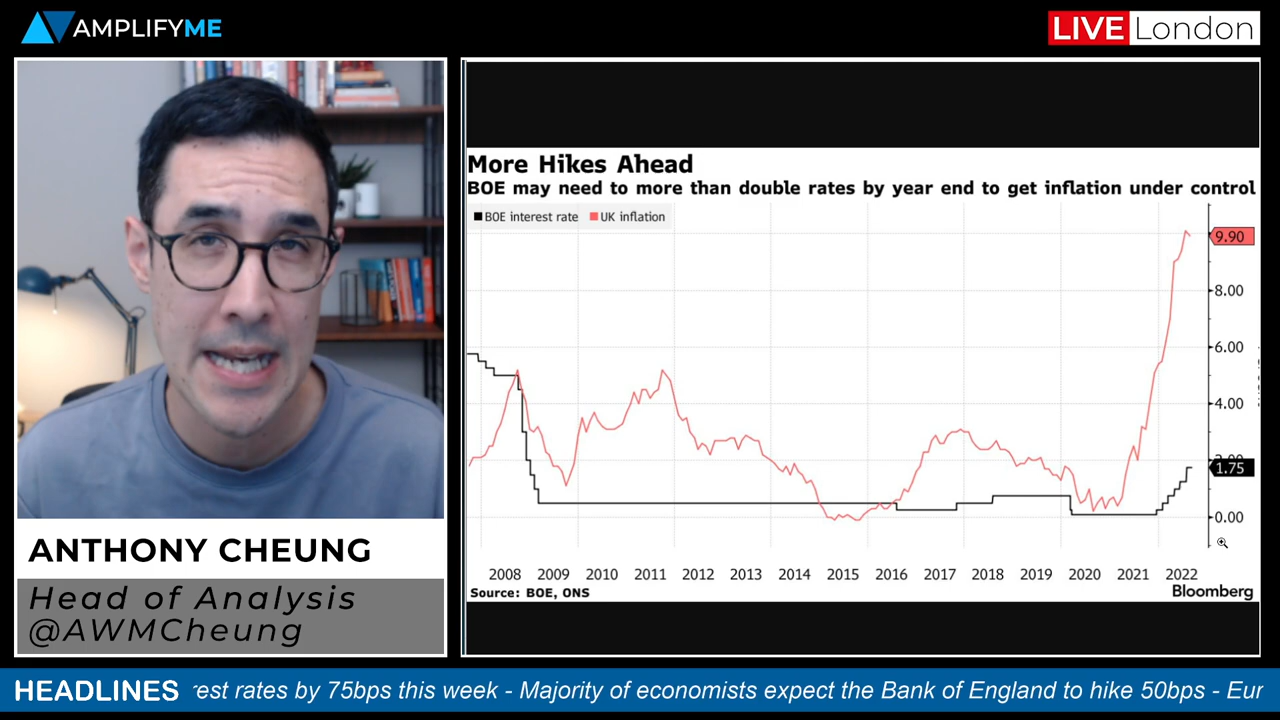 AMPLIFYME
LIVE London
More Hikes Ahead
BOE may need to more than double rates by year end to get inflation under control
BOE interest rate UK inflation
9.90
8.00
6.00
4.00
1.75
0.00
2008 2009 2010 2011 2012 2013 2014 2015 2016 2017 2018 2019 2020 2021 2022
Source: BOE, ONS Bloomberg
ANTHONY CHEUNG
Head of Analysis
@AWMCheung
HEADLINES rates by 75bps this week - Majority of economists expect the Bank of England to hike 50bps -